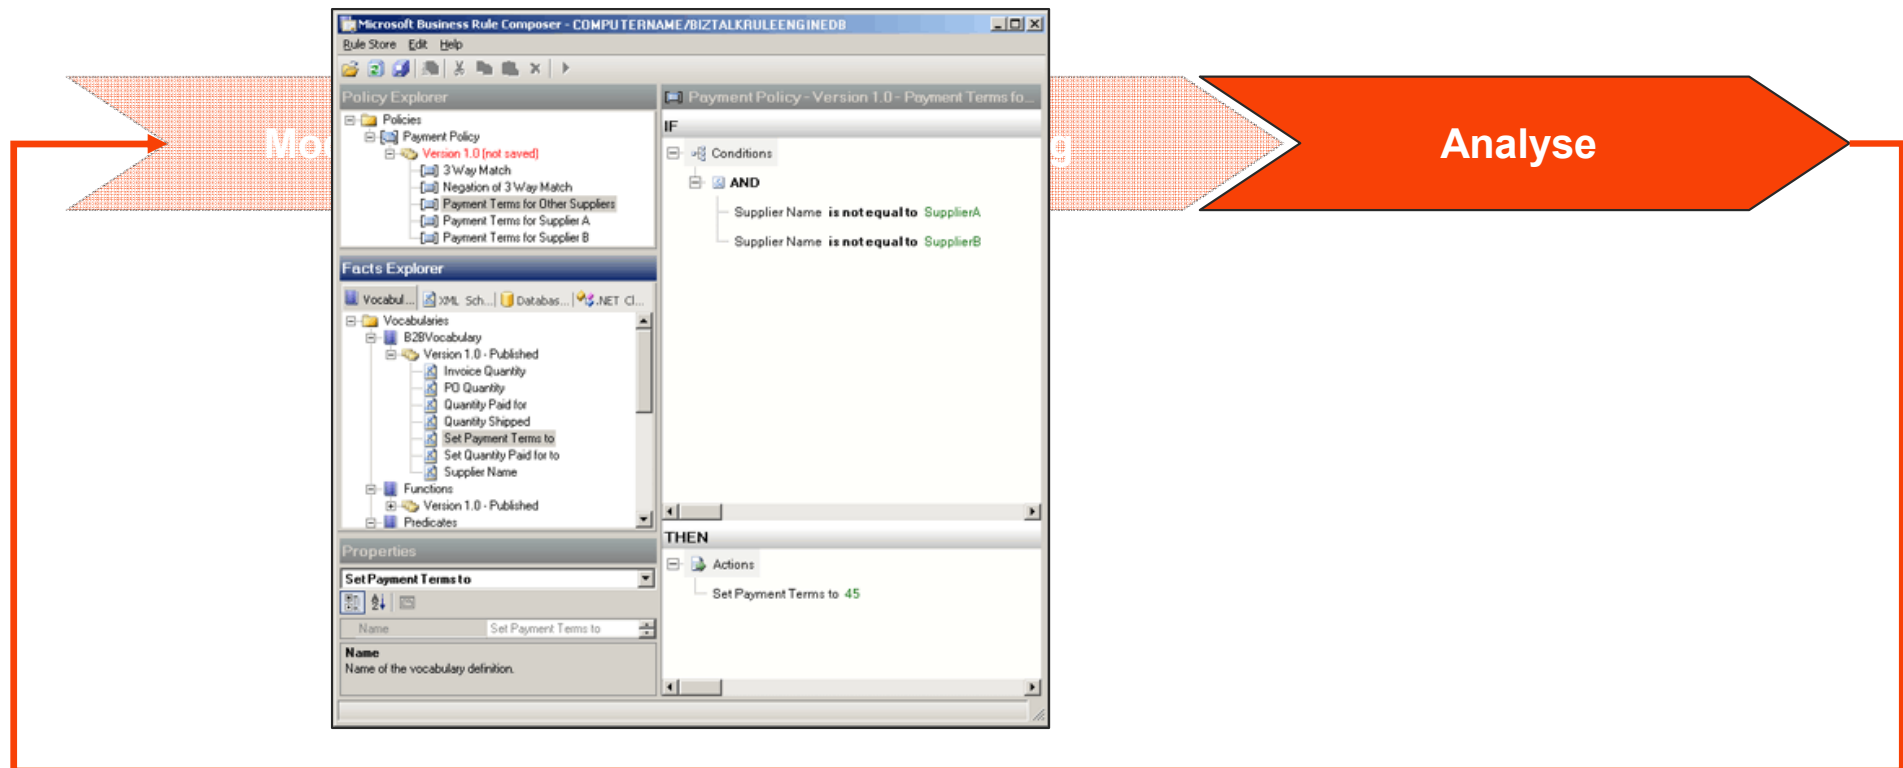 Microsoft Business Rule Composer - COMPUTERNAME/BIZTALKRULEENGINEDB
Rule Store Edit Help
Policy Explorer
Policies
Payment Policy
Version 1.0 (not saved)
3 Way Match
Negation of 3 Way Match
Payment Terms for Other Suppliers
Payment Terms for Supplier A
Payment Terms for Supplier B
Facts Explorer
Vocabul... XML Sch... Databas... .NET Cl...
Vocabularies
B2BVocabulary
Version 1.0 - Published
Invoice Quantity
PO Quantity
Quantity Paid for
Quantity Shipped
Set Payment Terms to
Set Quantity Paid for to
Supplier Name
Functions
Version 1.0 - Published
Predicates
Properties
Set Payment Terms to
Name Set Payment Terms to
Name
Name of the vocabulary definition.
Payment Policy - Version 1.0 - Payment Terms fo...
IF
Conditions
AND
Supplier Name is not equal to SupplierA
Supplier Name is not equal to SupplierB
THEN
Actions
Set Payment Terms to 45
Analyse